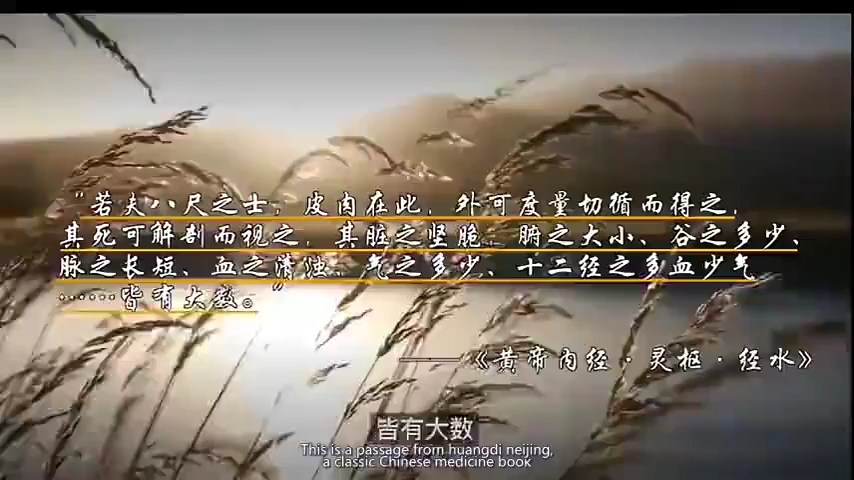 “若夫八尺之士，皮肉在此，外可度量切循而得之，
其死可解剖而视之，其脏之坚脆、腑之大小、谷之多少、
脉之长短、血之清浊、气之多少、十二经之多血少气
……皆有大数。”
——《黄帝内经·灵枢·经水》
皆有大数
This is a passage from huangdi neijing,
a classic Chinese medicine book